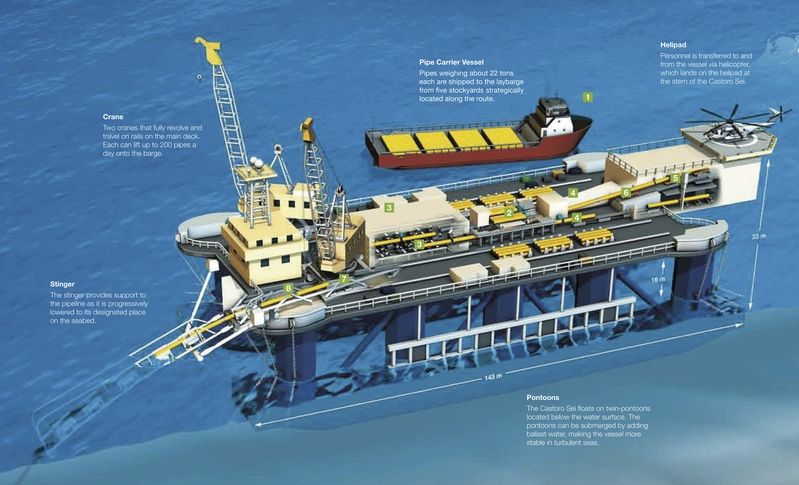 Helipad
Personnel is transferred to and
from the vessel via helicopter,
which lands on the helipad at
the stern of the Castoro Sei.
Pipe Carrier Vessel
Pipes weighing about 22 tons
each are shipped to the laybarge
from five stockyards strategically
located along the route.
1
Crane
Two cranes that fully revolve and
travel on rails on the main deck.
Each can lift up to 200 pipes a
day onto the barge.
5
6
4
3
2
4
3
33 m
18 m
7
8
Stinger
The stinger provides support to
the pipeline as it is progressively
lowered to its designated place
on the seabed.
143 m
Pontoons
The Castoro Sei floats on twin-pontoons
located below the water surface. The
pontoons can be submerged by adding
ballast water, making the vessel more
stable in turbulent seas.